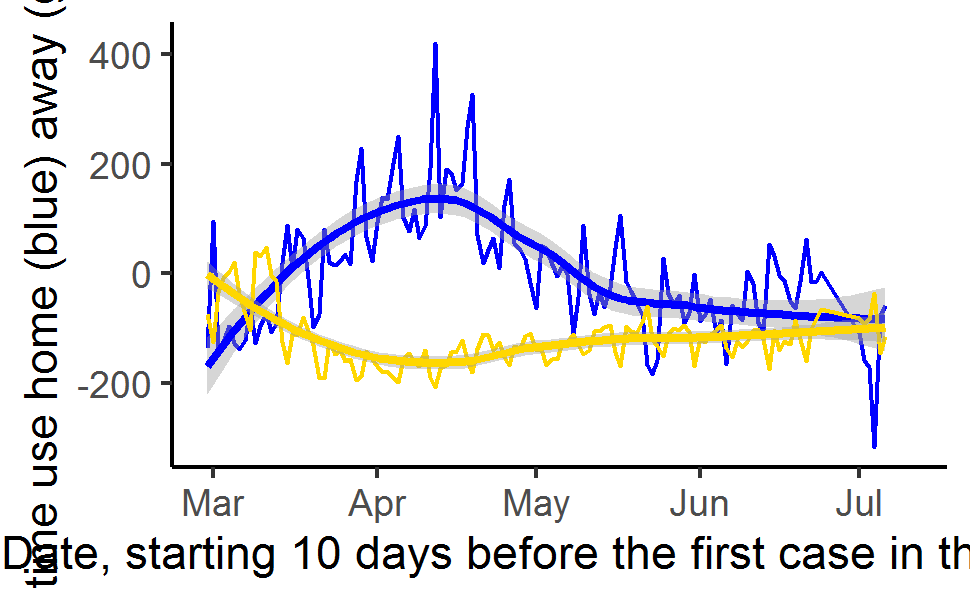 time use home (blue) away (g
400
200
0
-200
Mar Apr May Jun Jul
Date, starting 10 days before the first case in th